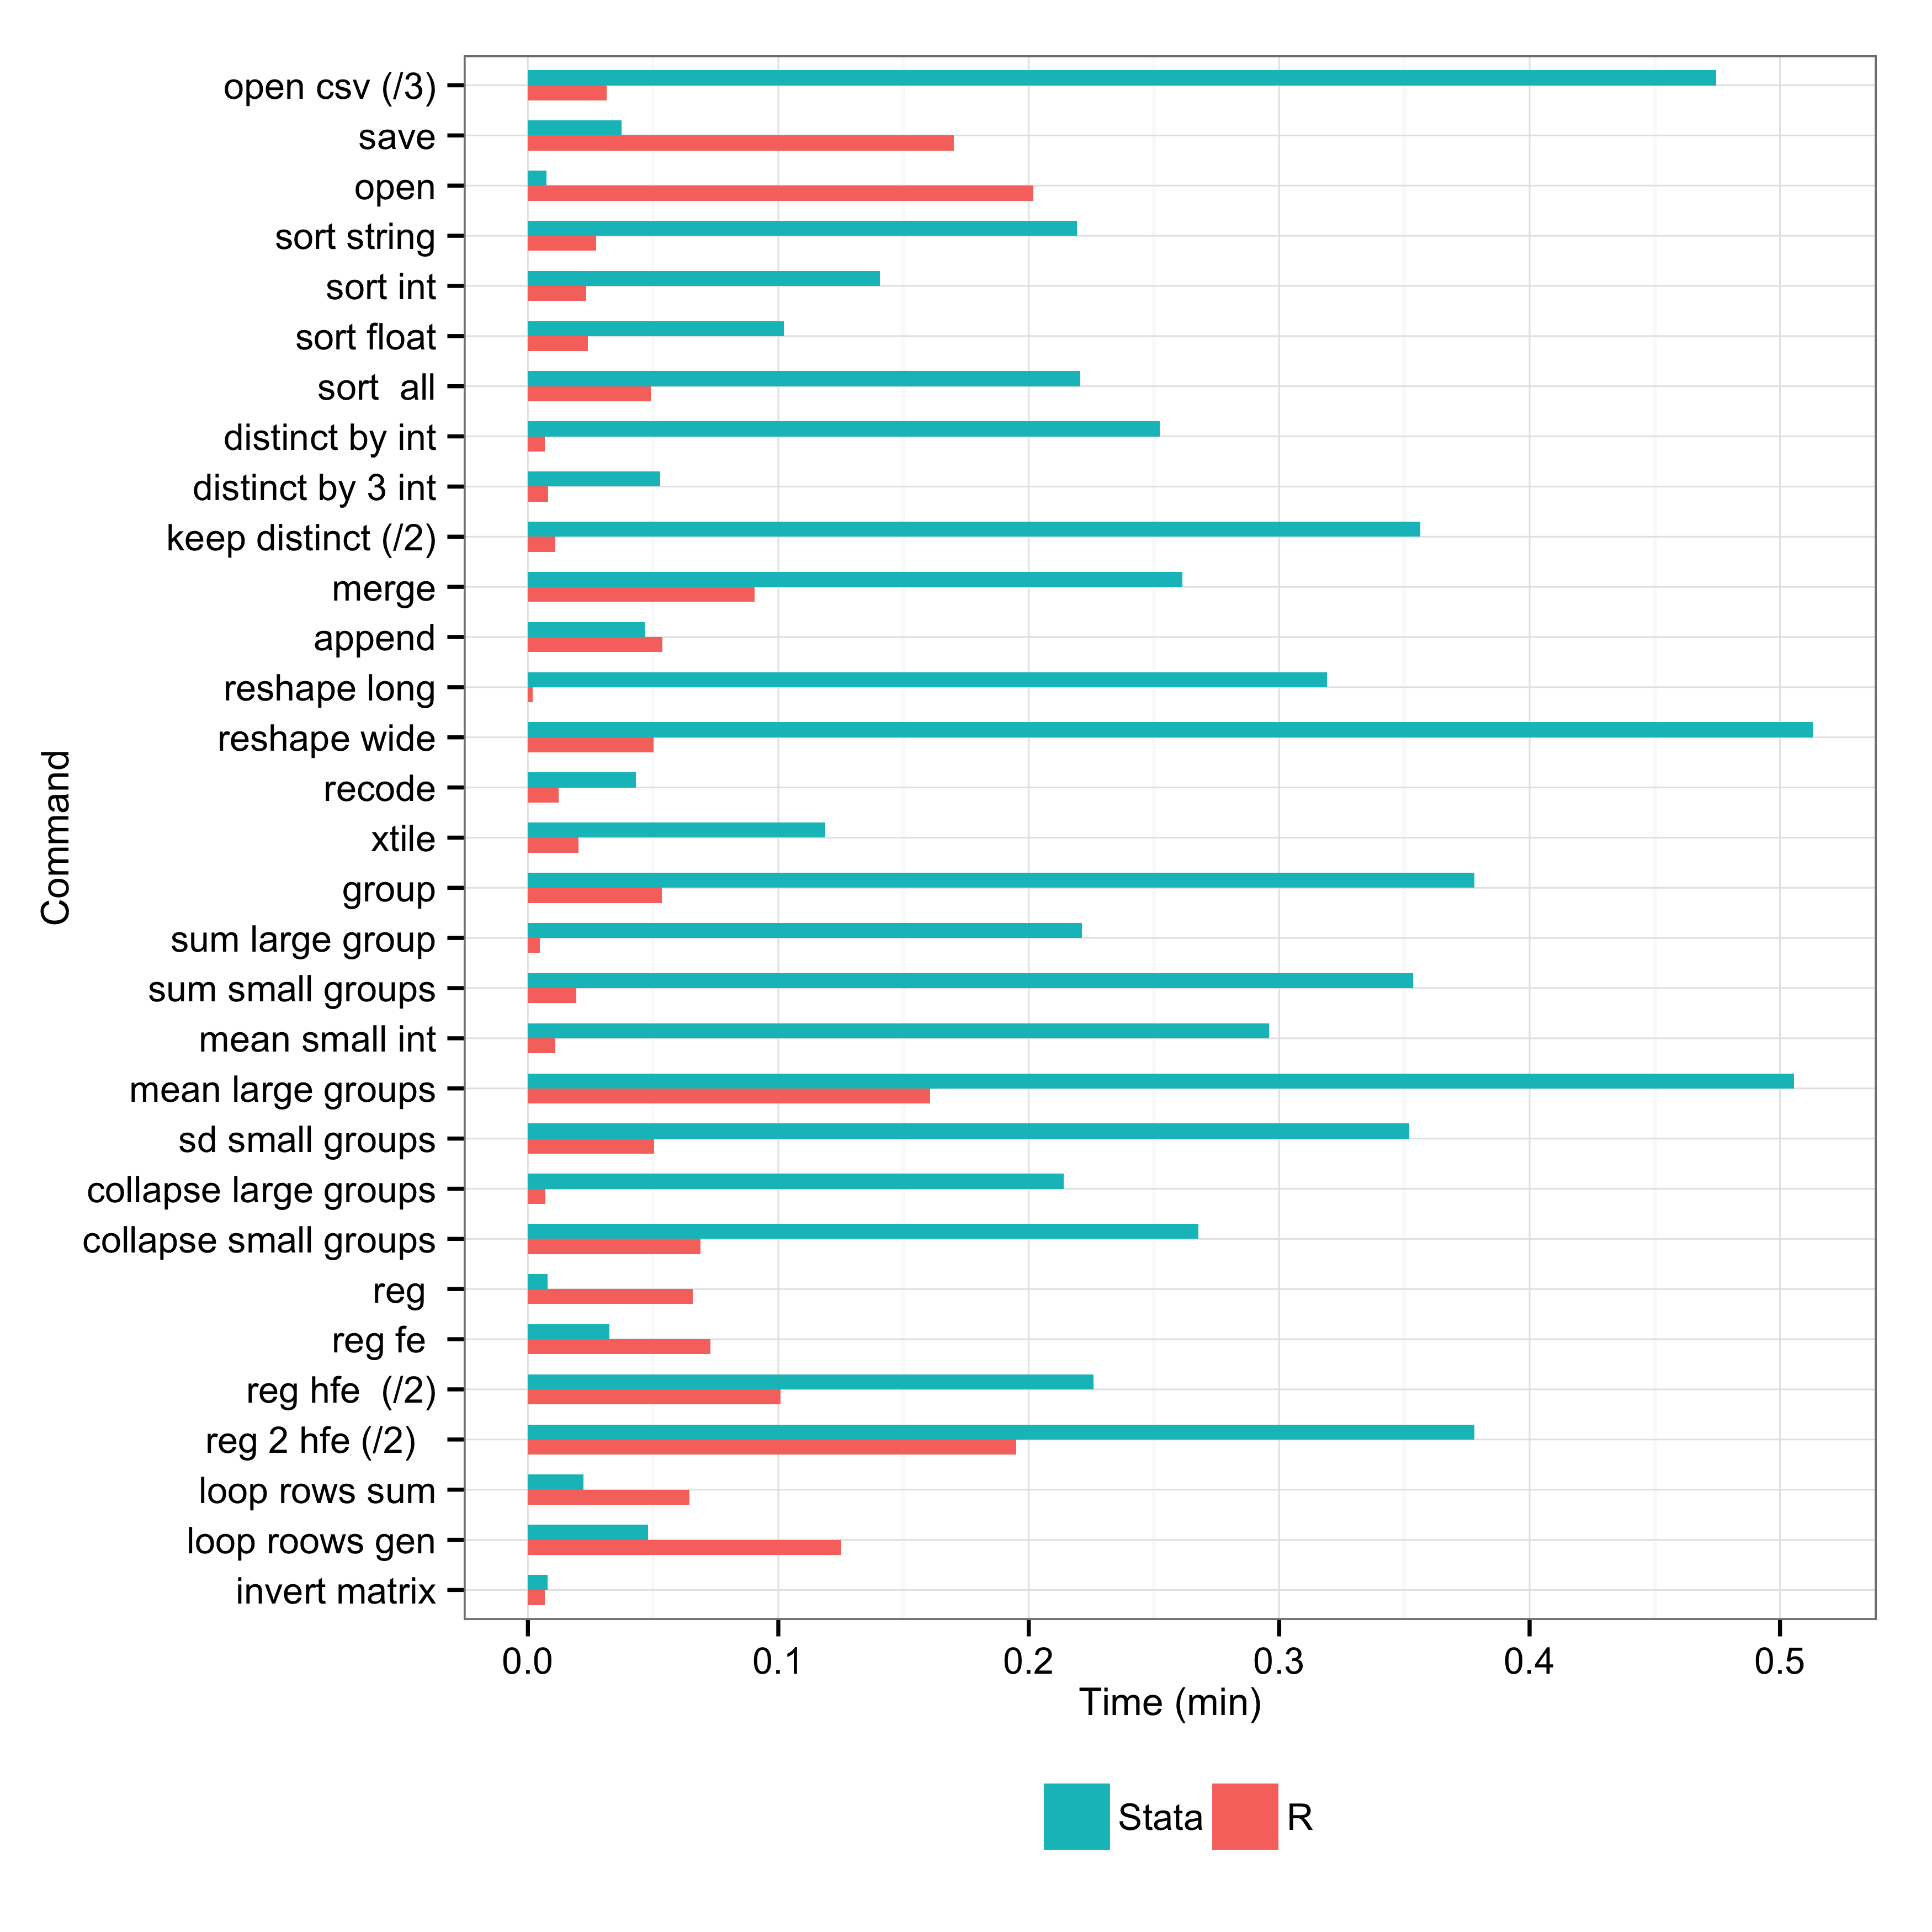 open csv (/3)
save
open
sort string
sort int
sort float
sort  all
distinct by int
distinct by 3 int
keep distinct (/2)
merge
append
reshape long
reshape wide
recode
xtile
group
sum large group
sum small groups
mean small int
mean large groups
sd small groups
collapse large groups
collapse small groups
reg
reg fe
reg hfe  (/2)
reg 2 hfe (/2)
loop rows sum
loop roows gen
invert matrix
Command
0.0 0.1 0.2 0.3 0.4 0.5
Time (min)
Stata R